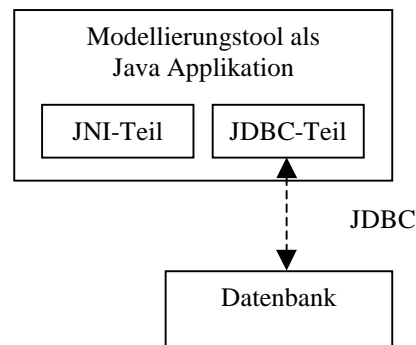 Modellierungstool als
Java Applikation
JNI-Teil
JDBC-Teil
JDBC
Datenbank